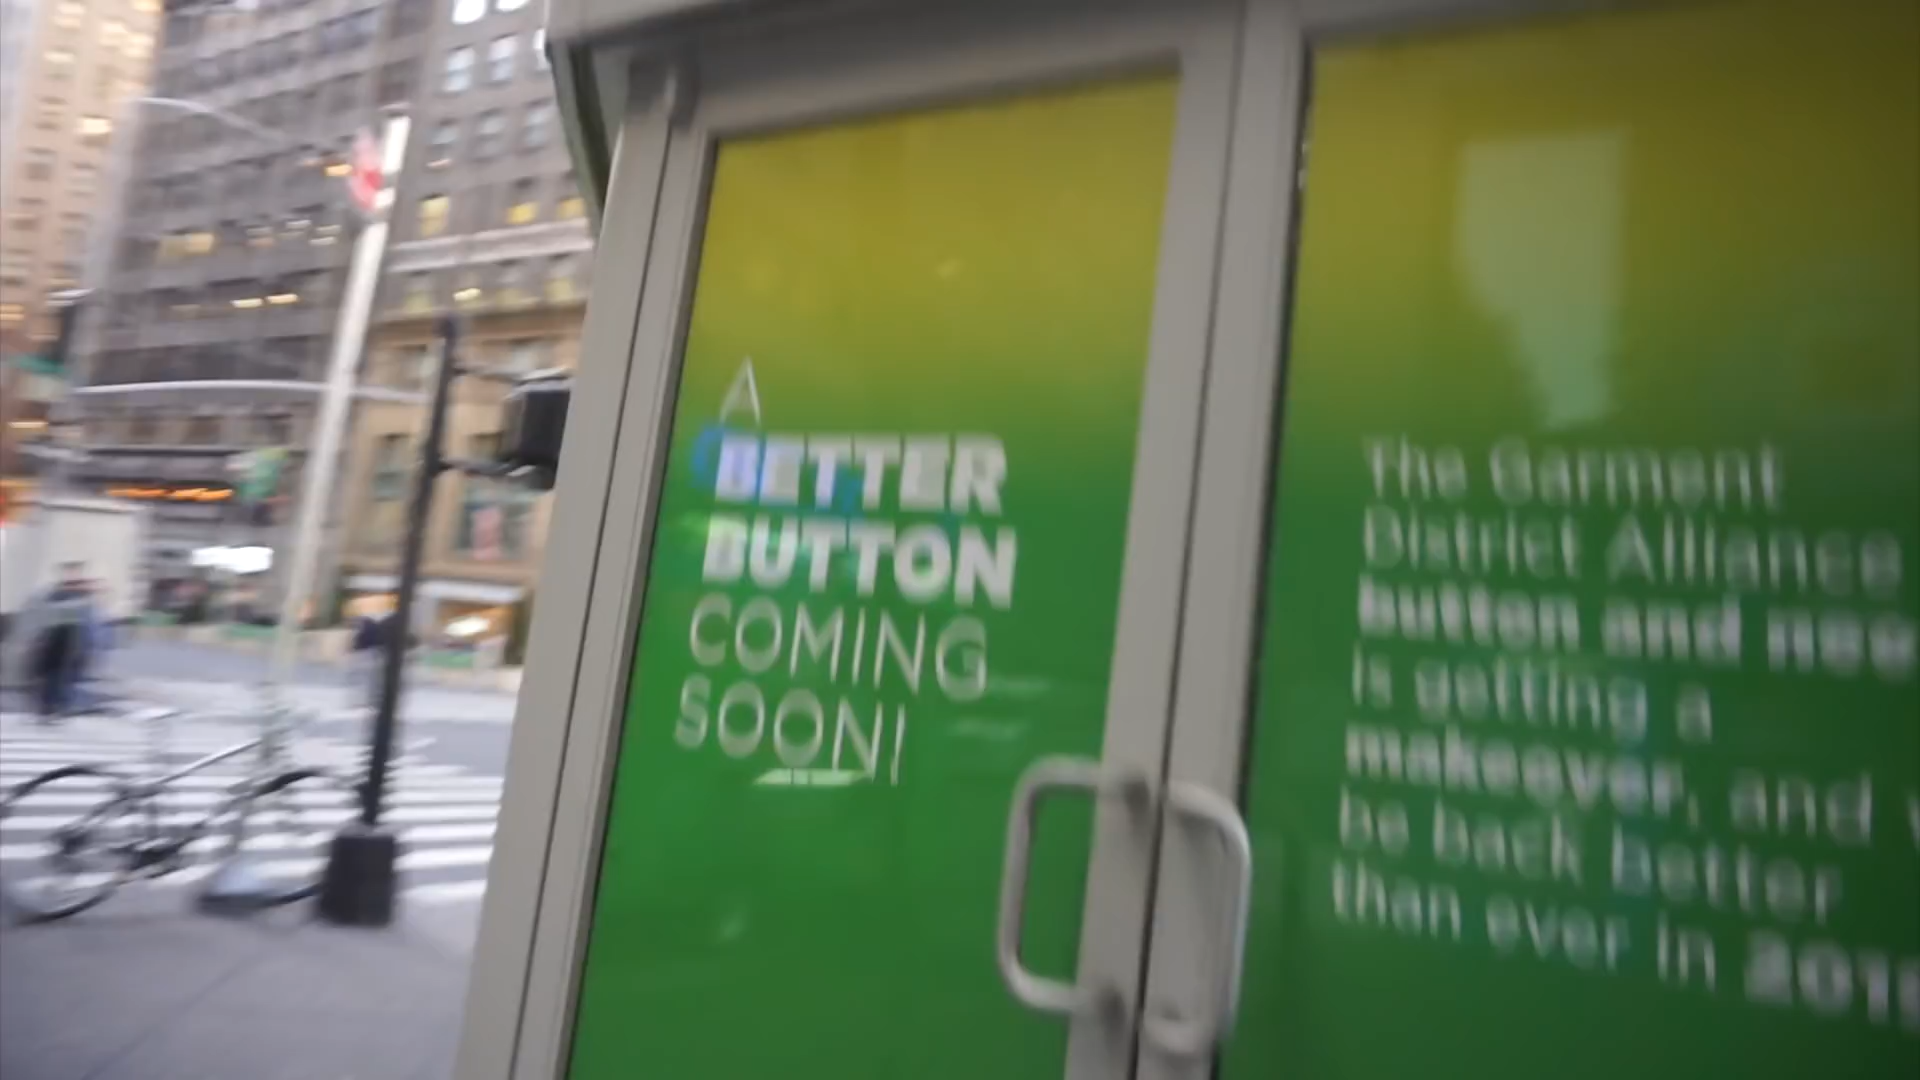 A
BETTER
BUTTON
COMING
SOON!
The Garment
District Alliance
button and
is getting a
makeover, and
be back better
than ever in